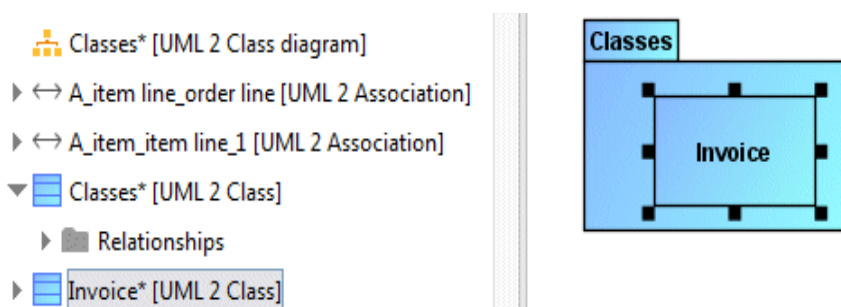 Classes* [UML 2 Class diagram]
A_item line_order line [UML 2 Association]
A_item_item line_1 [UML 2 Association]
Classes* [UML 2 Class]
Relationships
Invoice* [UML 2 Class]
Classes
Invoice